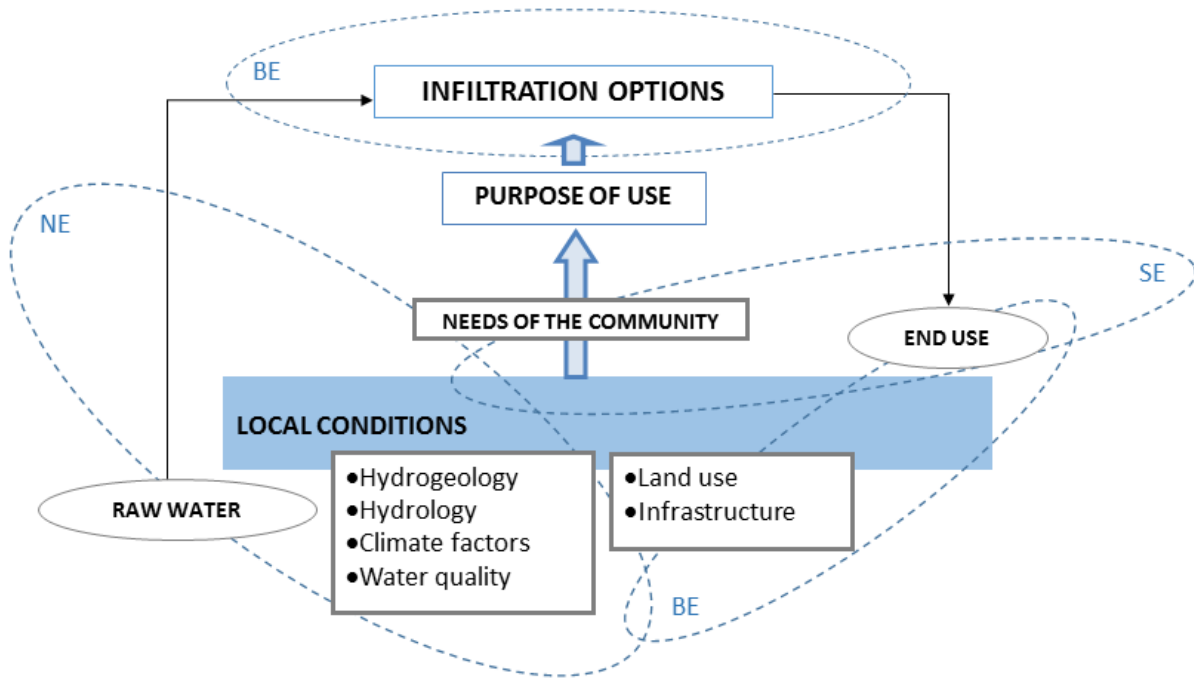 BE
INFILTRATION OPTIONS
PURPOSE OF USE
NE
SE
NEEDS OF THE COMMUNITY
END USE
LOCAL CONDITIONS
●Hydrogeology
●Hydrology
●Climate factors
●Water quality
●Land use
●Infrastructure
RAW WATER
BE